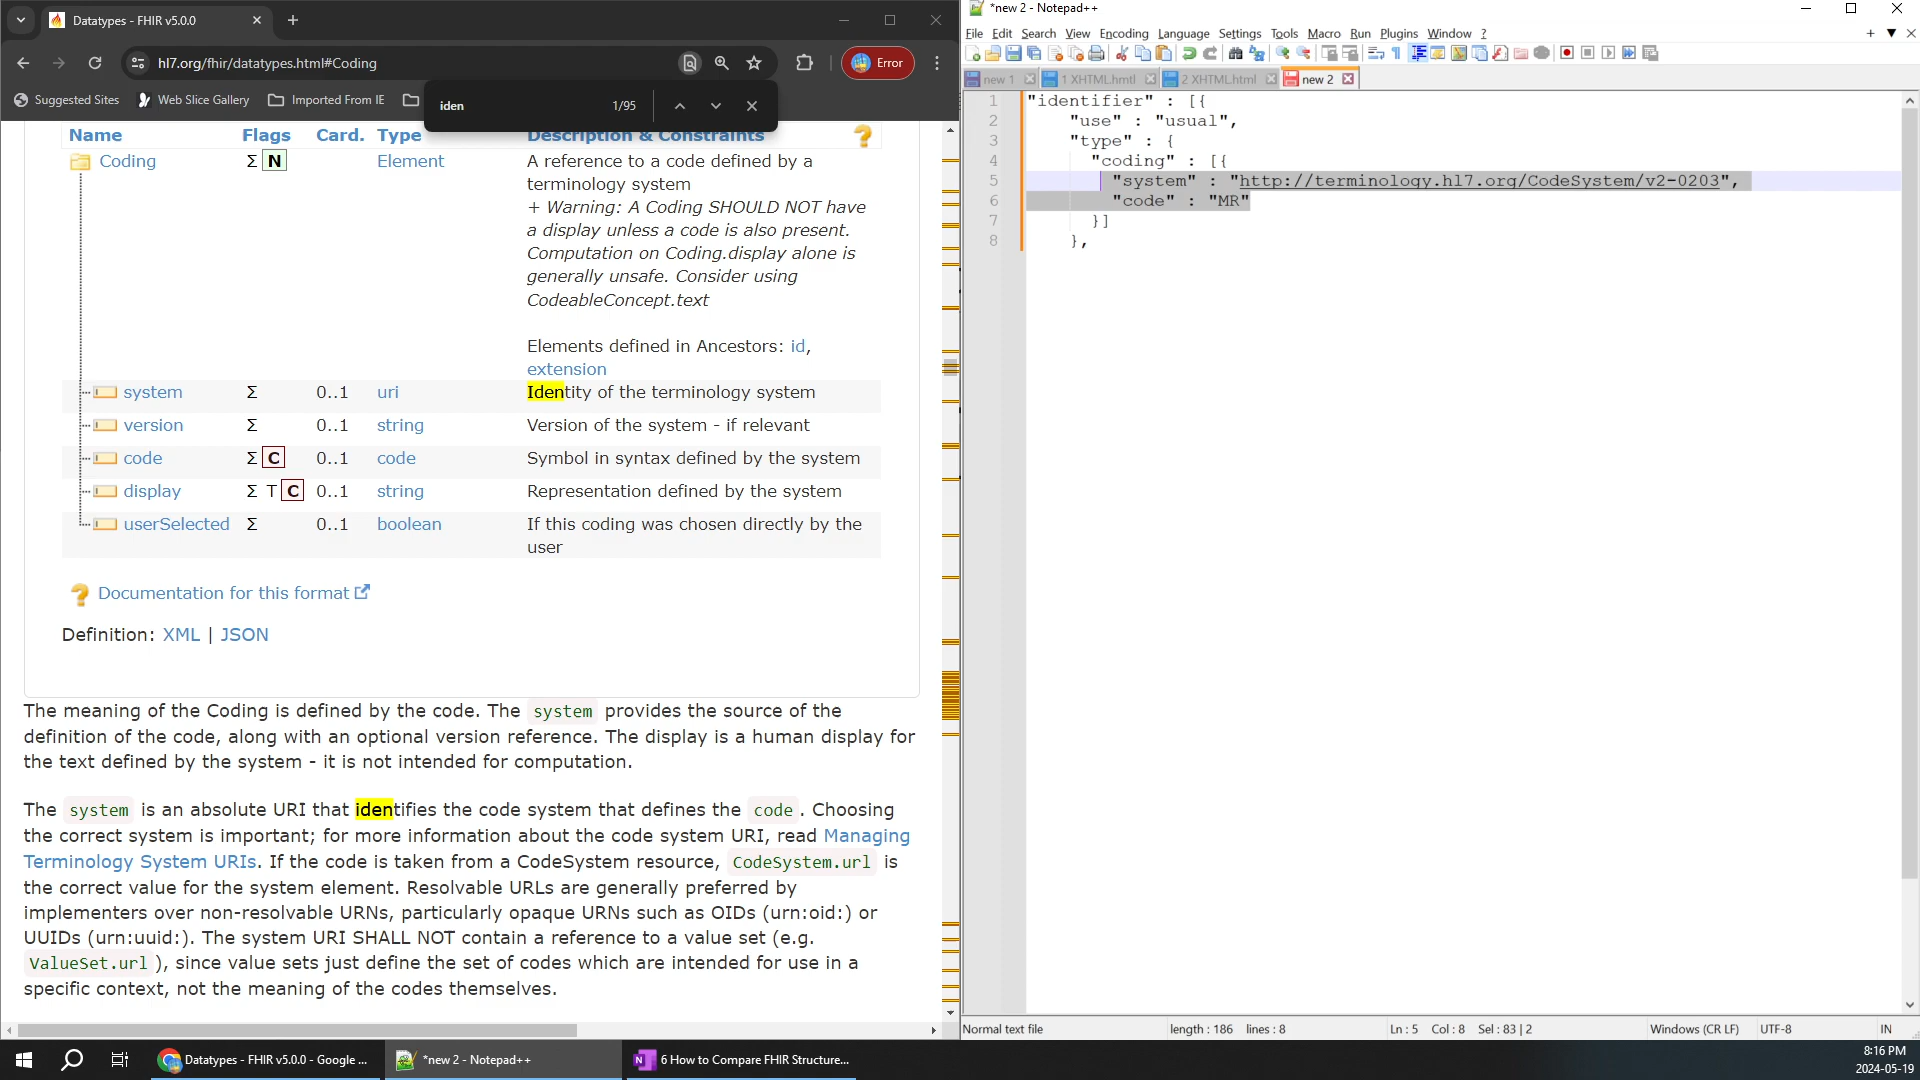 Datatypes - FHIR v5.0.0
hl7.org/fhir/datatypes.html#Coding
Error
Suggested Sites
Web Slice Gallery
Imported From IE
iden
1/95
Name Flags Card. Type Description & Constraints
Coding Σ N Element A reference to a code defined by a
terminology system
+ Warning: A Coding SHOULD NOT have
a display unless a code is also present.
Computation on Coding.display alone is
generally unsafe. Consider using
CodeableConcept.text
Elements defined in Ancestors: id,
extension
system Σ 0..1 uri Identity of the terminology system
version Σ 0..1 string Version of the system - if relevant
code Σ C 0..1 code Symbol in syntax defined by the system
display Σ T C 0..1 string Representation defined by the system
userSelected Σ 0..1 boolean If this coding was chosen directly by the
user
Documentation for this format
Definition: XML | JSON
The meaning of the Coding is defined by the code. The system provides the source of the
definition of the code, along with an optional version reference. The display is a human display for
the text defined by the system - it is not intended for computation.
The system is an absolute URI that identifies the code system that defines the code . Choosing
the correct system is important; for more information about the code system URI, read Managing
Terminology System URIs. If the code is taken from a CodeSystem resource, CodeSystem.url is
the correct value for the system element. Resolvable URLs are generally preferred by
implementers over non-resolvable URNs, particularly opaque URNs such as OIDs (urn:oid:) or
UUIDs (urn:uuid:). The system URI SHALL NOT contain a reference to a value set (e.g.
ValueSet.url ), since value sets just define the set of codes which are intended for use in a
specific context, not the meaning of the codes themselves.
*new 2 - Notepad++
File Edit Search View Encoding Language Settings Tools Macro Run Plugins Window ?
new 1 1 XHTML.hmtl 2 XHTML.html new 2
1 "identifier" : [{
2 "use" : "usual",
3 "type" : {
4 "coding" : [{
5 "system" : "http://terminology.hl7.org/CodeSystem/v2-0203",
6 "code" : "MR"
7 }]
8 },
Normal text file length : 186 lines : 8 Ln : 5 Col : 8 Sel : 83 | 2 Windows (CR LF) UTF-8 IN
Datatypes - FHIR v5.0.0 - Google ...
*new 2 - Notepad++
6 How to Compare FHIR Structure...
8:16 PM
2024-05-19